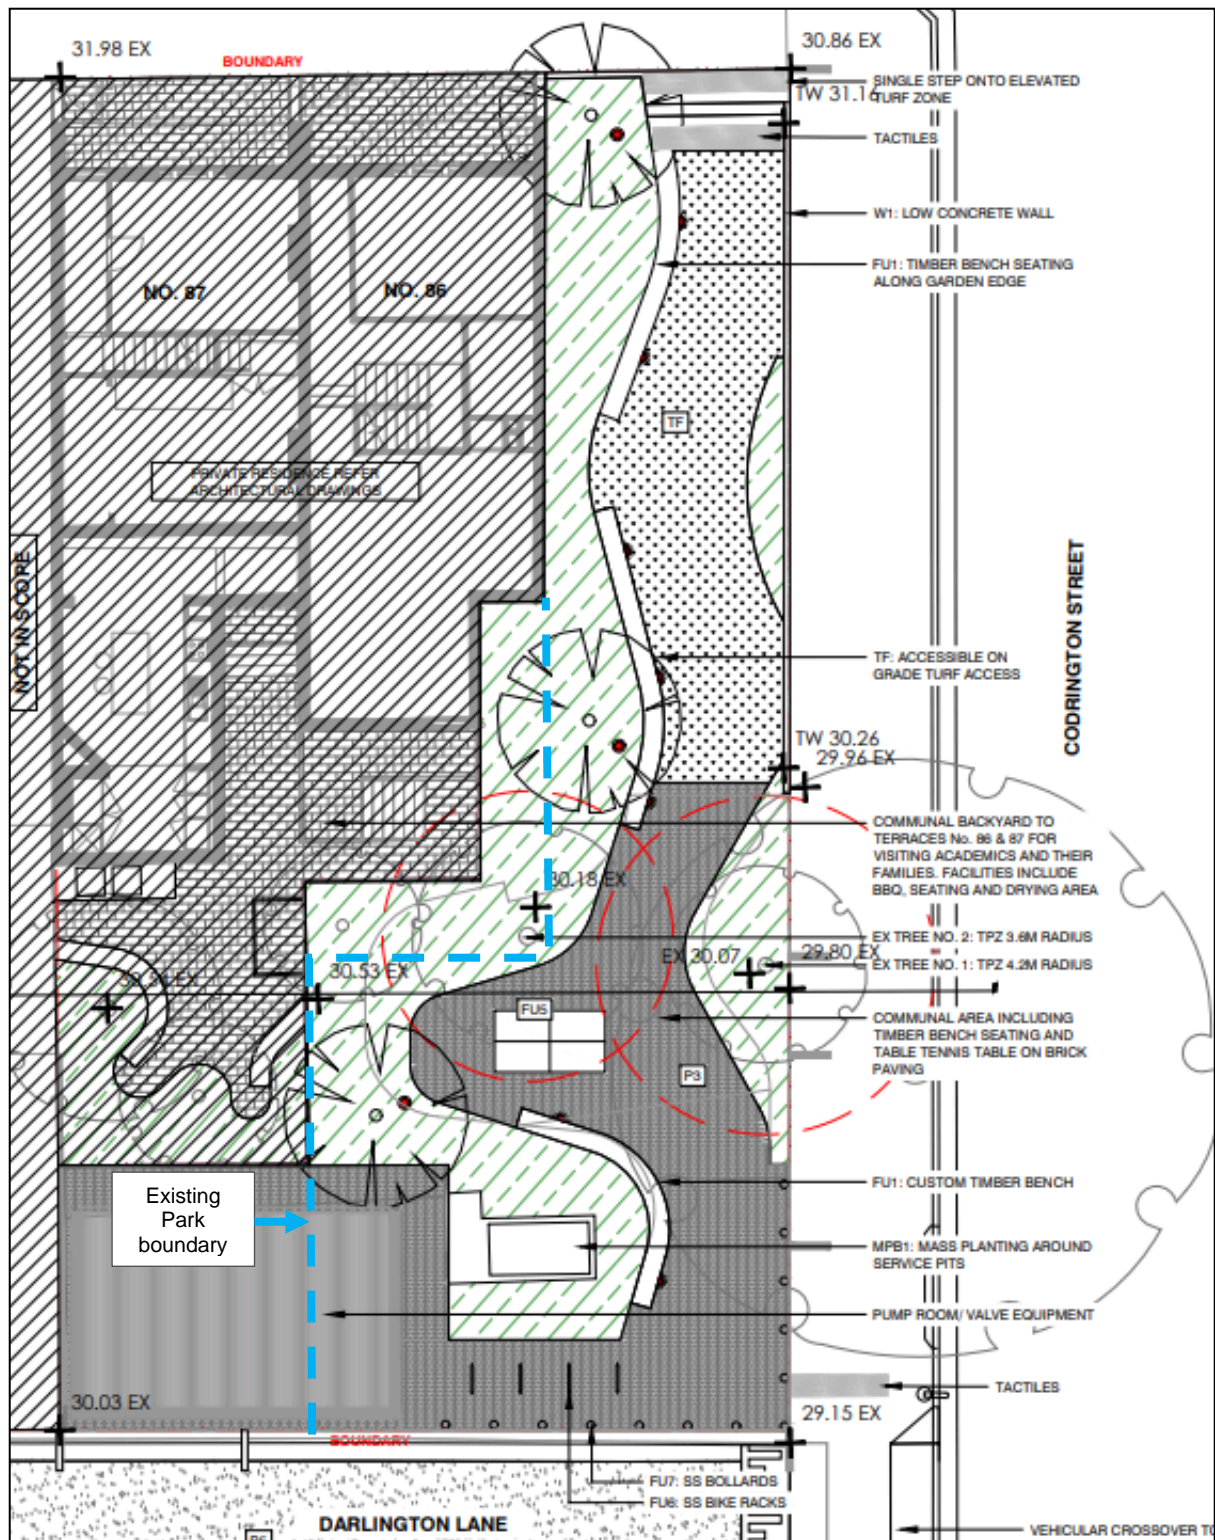 31.98 EX
BOUNDARY
30.86 EX
SINGLE STEP ONTO ELEVATED
TURF ZONE
TW 31.16
TACTILES
W1: LOW CONCRETE WALL
FU1: TIMBER BENCH SEATING
ALONG GARDEN EDGE
NO. 87
NO. 86
TF
PRIVATE RESIDENCE REFER
ARCHITECTURAL DRAWINGS
NOT IN SCOPE
CODRINGTON STREET
TF: ACCESSIBLE ON
GRADE TURF ACCESS
TW 30.26
29.96 EX
COMMUNAL BACKYARD TO
TERRACES No. 86 & 87 FOR
VISITING ACADEMICS AND THEIR
FAMILIES. FACILITIES INCLUDE
BBQ, SEATING AND DRYING AREA
30.18 EX
EX TREE NO. 2: TPZ 3.6M RADIUS
EX 30.07
29.80 EX
EX TREE NO. 1: TPZ 4.2M RADIUS
30.53 EX
FU5
COMMUNAL AREA INCLUDING
TIMBER BENCH SEATING AND
TABLE TENNIS TABLE ON BRICK
PAVING
P3
Existing
Park
boundary
FU1: CUSTOM TIMBER BENCH
MPB1: MASS PLANTING AROUND
SERVICE PITS
PUMP ROOM/ VALVE EQUIPMENT
TACTILES
30.03 EX
29.15 EX
BOUNDARY
FU7: SS BOLLARDS
FU6: SS BIKE RACKS
DARLINGTON LANE
VEHICULAR CROSSOVER TO